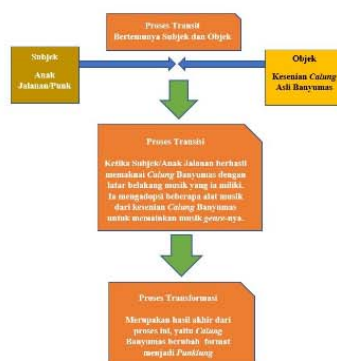 Proses Transit
Bertemunya Subjek dan Objek
Subjek
Anak
Jalanan/Punk
Objek
Kesenian Calung
Asli Banyumas
Proses Transisi
Ketika Subjek/Anak Jalanan berhasil
memaknai Calung Banyumas dengan
latar belakang musik yang ia miliki.
Ia mengadopsi beberapa alat musik
dari kesenian Calung Banyumas
untuk memainkan musik genre-nya.
Proses Transformasi
Merupakan hasil akhir dari
proses ini, yaitu Calung
Banyumas berubah format
menjadi Punklung